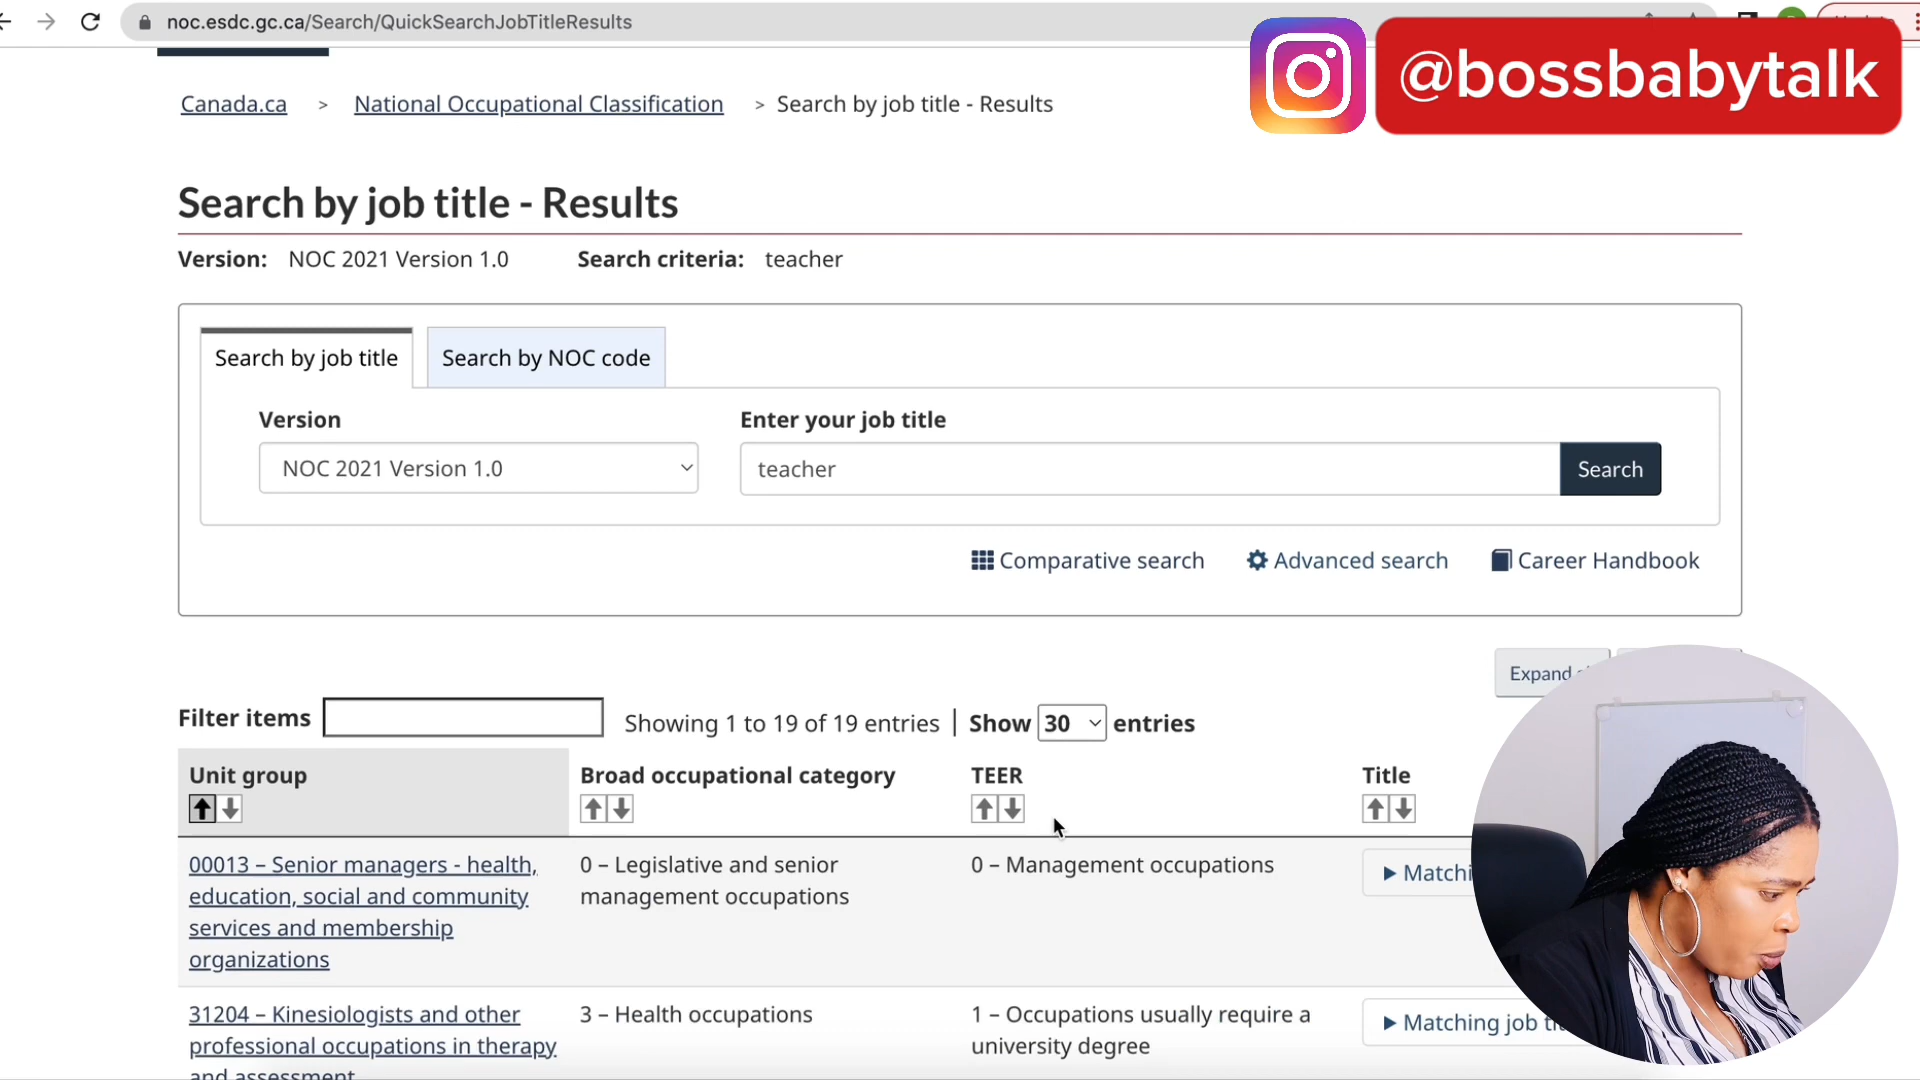 noc.esdc.gc.ca/Search/QuickSearchJobTitleResults
@bossbabytalk
Canada.ca > National Occupational Classification > Search by job title - Results
Search by job title - Results
Version: NOC 2021 Version 1.0 Search criteria: teacher
Search by job title Search by NOC code
Version Enter your job title
NOC 2021 Version 1.0 teacher Search
Comparative search Advanced search Career Handbook
Expand
Filter items Showing 1 to 19 of 19 entries | Show 30 entries
Unit group Broad occupational category TEER Title
00013 – Senior managers - health, 0 – Legislative and senior 0 – Management occupations Matchi
education, social and community management occupations
services and membership
organizations
31204 – Kinesiologists and other 3 – Health occupations 1 – Occupations usually require a Matching job
professional occupations in therapy university degree
and assessment